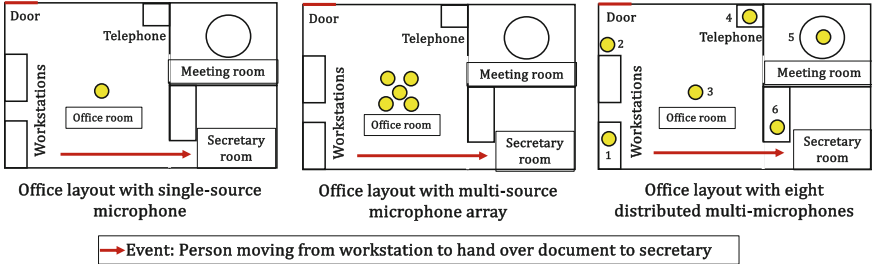 Door
Telephone
Meeting room
Workstations
Office room
Secretary
room
Office layout with single-source
microphone
Door
Telephone
Meeting room
Workstations
Office room
Secretary
room
Office layout with multi-source
microphone array
4
Telephone
5
2
Meeting room
Workstations
3
Office room
6
1
Secretary
room
Office layout with eight
distributed multi-microphones
Event: Person moving from workstation to hand over document to secretary